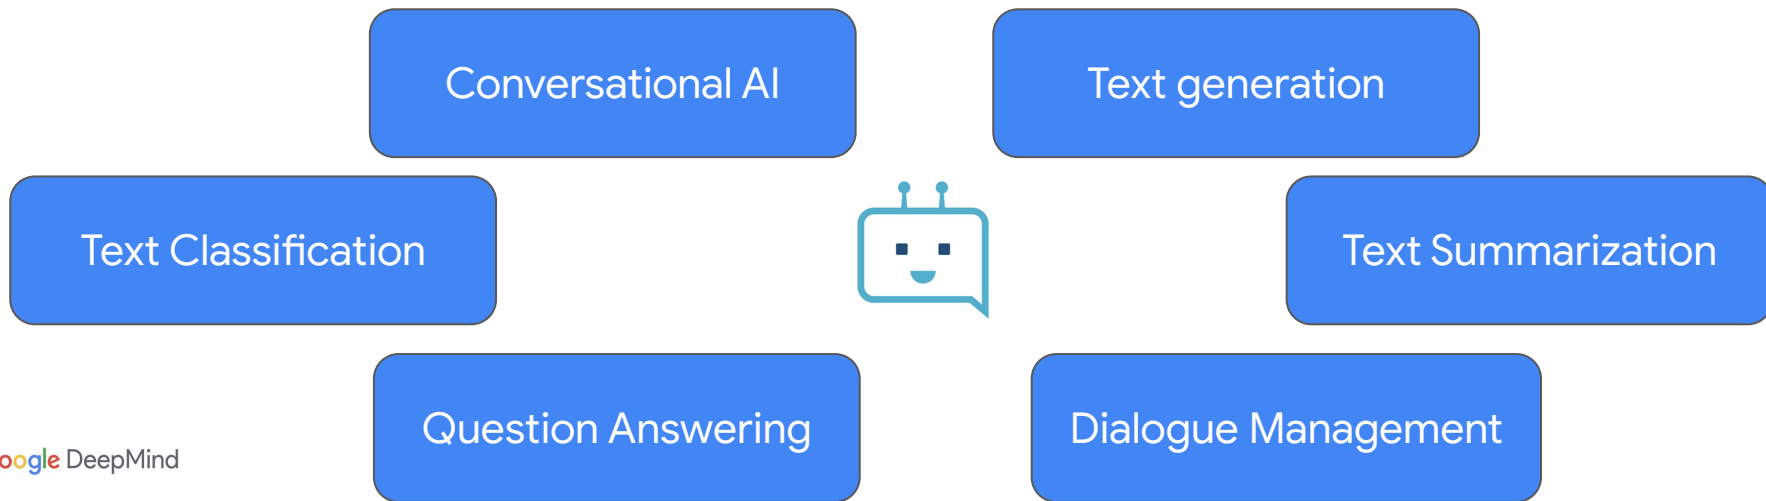 Conversational AI
Text generation
Text Classification
Text Summarization
Question Answering
Dialogue Management
oogle DeepMind